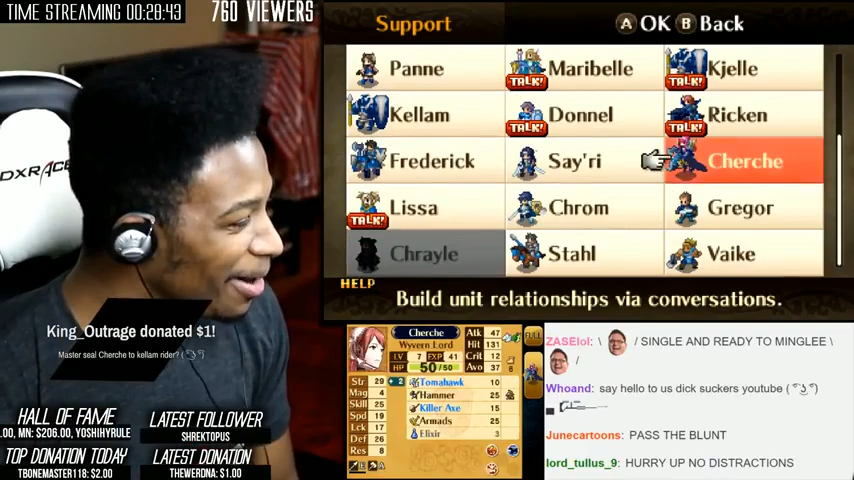 TIME STREAMING 00:28:43
760 VIEWERS
DXRACE
King_Outrage donated $1!
Master seal Cherche to kellam rider? ( ͡° ͜ʖ ͡°)
HALL OF FAME
.00, MN: $206.00, YOSHIHYRULE
LATEST FOLLOWER
SHREKTOPUS
TOP DONATION TODAY
TBONEMASTER118: $2.00
LATEST DONATION
THEWERDNA: $1.00
Support
A OK B Back
Panne
TALK! Maribelle
TALK! Kjelle
Kellam
TALK! Donnel
TALK! Ricken
Frederick
Say'ri
Cherche
TALK! Lissa
Chrom
Gregor
Chrayle
Stahl
Vaike
HELP
Build unit relationships via conversations.
Cherche
Wyvern Lord
LV 7 EXP 41
HP 50/50
Atk 47
Hit 131
Crit 12
Avo 37
Str 29 +2
Mag 4
Skill 25
Spd 19
Lck 17
Def 26
Res 8
Tomahawk 10
Hammer 25
Killer Axe 15
Armads 25
Elixir 3
FULL
ZASElol: \ / SINGLE AND READY TO MINGLEE \
/
Whoand: say hello to us dick suckers youtube ( ͡° ͜ʖ ͡°)
Junecartoons: PASS THE BLUNT
lord_tullus_9: HURRY UP NO DISTRACTIONS